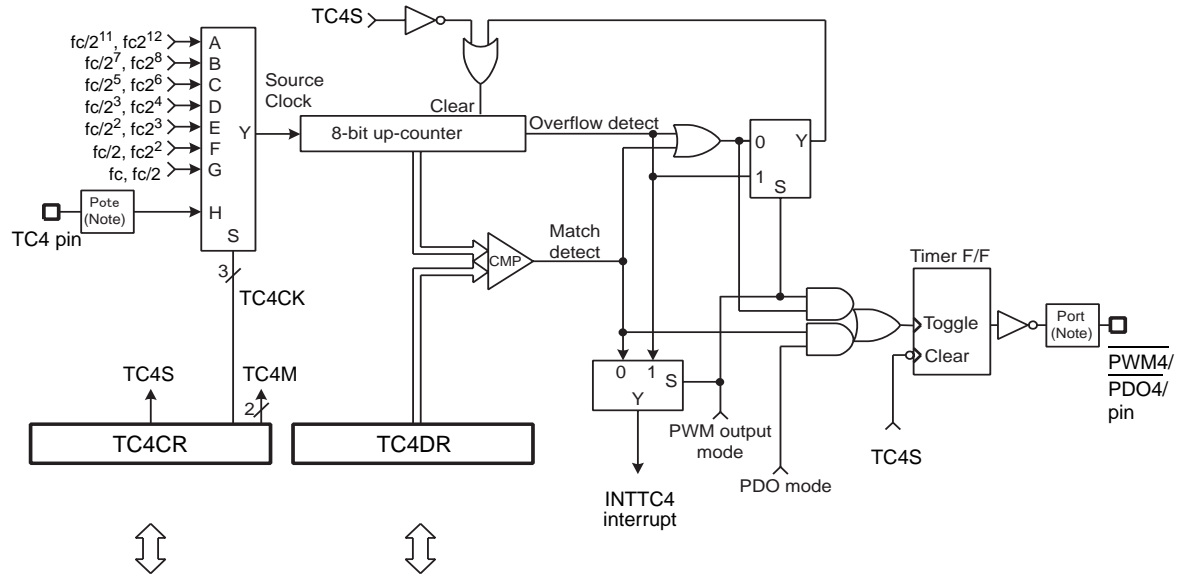 TC4S
fc/2¹¹, fc2¹²
A
fc/2⁷, fc2⁸
B
fc/2⁵, fc2⁶
C
fc/2³, fc2⁴
D
fc/2², fc2³
E
fc/2, fc2²
F
fc, fc/2
G
Y
H
S
Source
Clock
Clear
8-bit up-counter
Overflow detect
0
Y
1
S
Pote
(Note)
TC4 pin
3
TC4CK
CMP
Match
detect
Timer F/F
Toggle
Clear
Port
(Note)
PWM4/
PDO4/
pin
TC4S
TC4M
2
0 1 S
Y
PWM output
mode
PDO mode
TC4S
TC4CR
TC4DR
INTTC4
interrupt